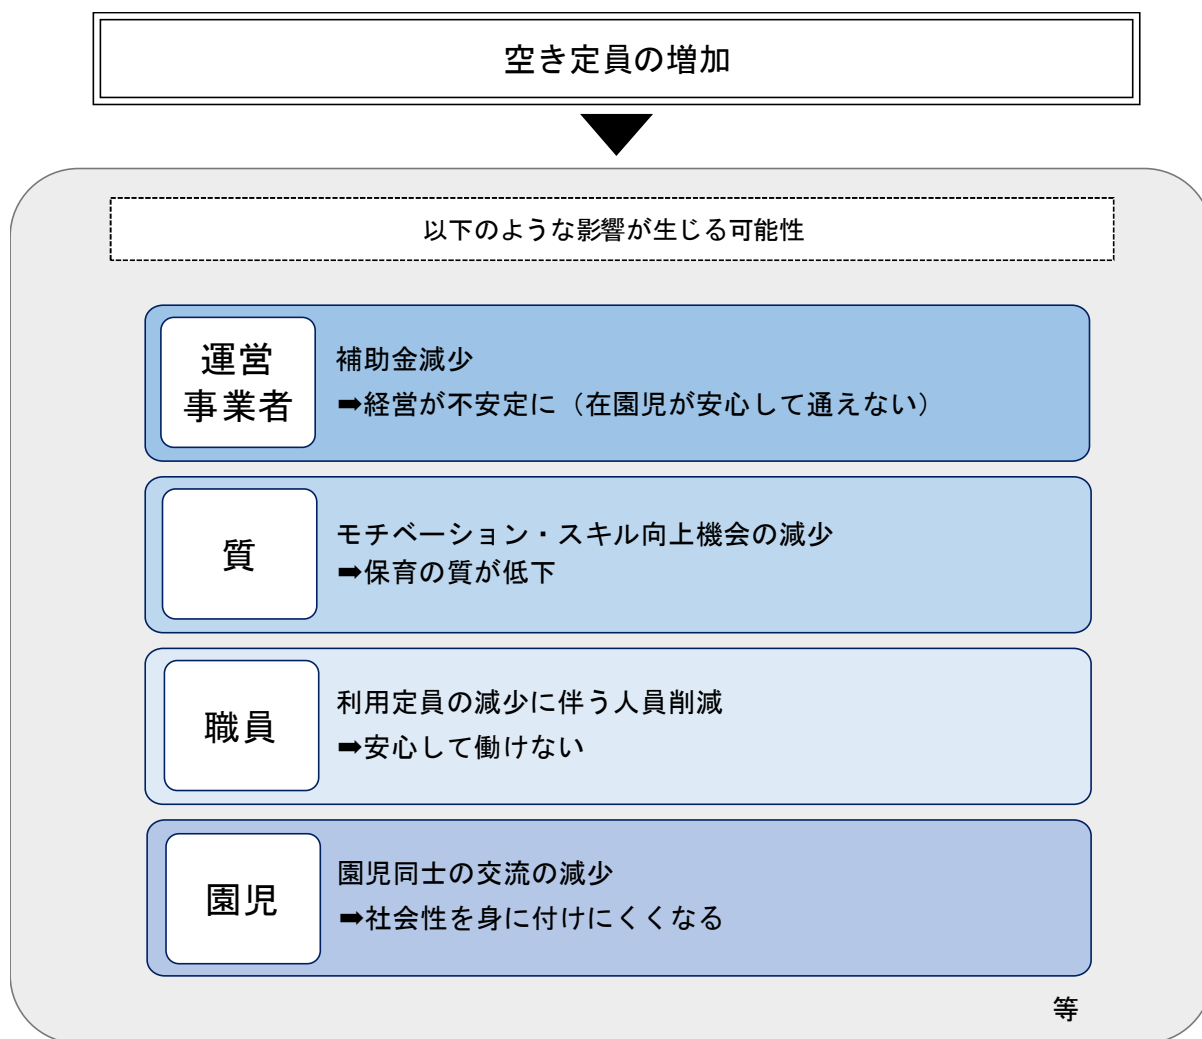 空き定員の増加
以下のような影響が生じる可能性
運営
事業者
補助金減少
➡経営が不安定に（在園児が安心して通えない）
質
モチベーション・スキル向上機会の減少
➡保育の質が低下
職員
利用定員の減少に伴う人員削減
➡安心して働けない
園児
園児同士の交流の減少
➡社会性を身に付けにくくなる
等